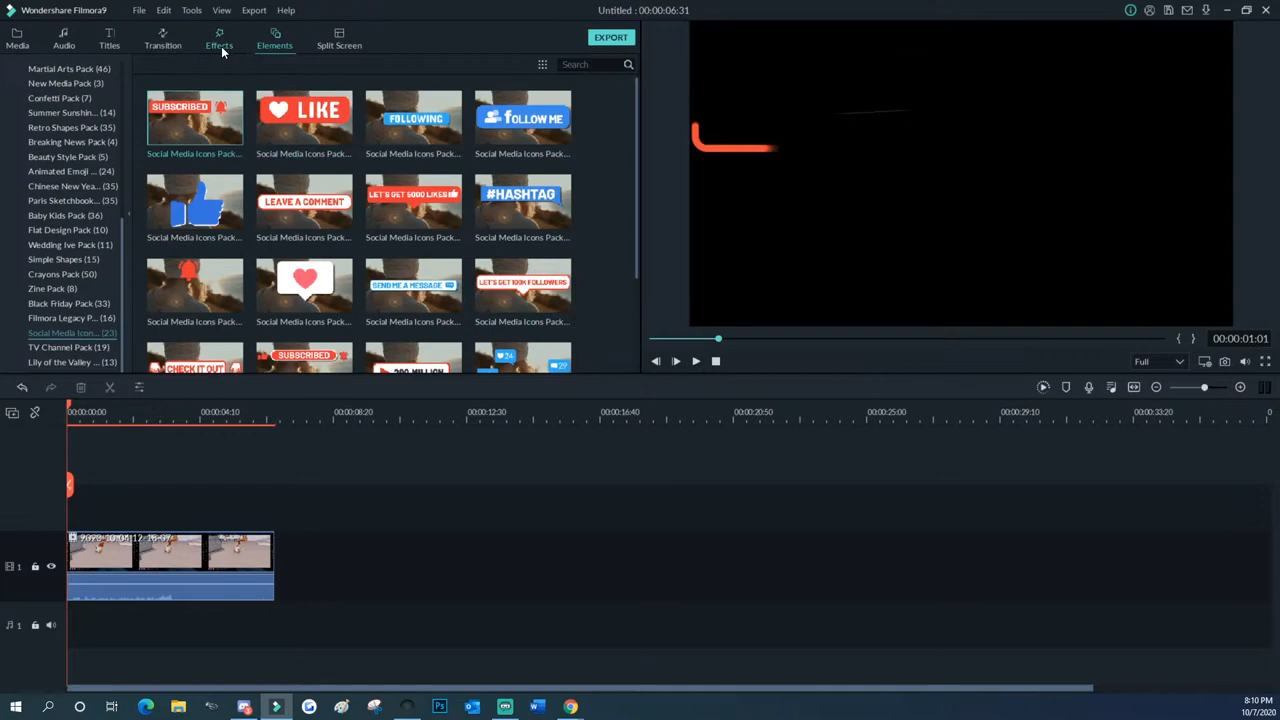 Wondershare Filmora9
File Edit Tools View Export Help
Untitled : 00:00:06:31
Media Audio Titles Transition Effects Elements Split Screen
EXPORT
Search
Martial Arts Pack (46)
New Media Pack (3)
Confetti Pack (7)
Summer Sunshin... (14)
Retro Shapes Pack (35)
Breaking News Pack (4)
Beauty Style Pack (5)
Animated Emoji ... (24)
Chinese New Yea... (35)
Paris Sketchbook... (35)
Baby Kids Pack (36)
Flat Design Pack (10)
Wedding Ive Pack (11)
Simple Shapes (15)
Crayons Pack (50)
Zine Pack (8)
Black Friday Pack (33)
Filmora Legacy P... (16)
Social Media Icon... (23)
TV Channel Pack (19)
Lily of the Valley ... (13)
SUBSCRIBED LIKE FOLLOWING FOLLOW ME
Social Media Icons Pack... Social Media Icons Pack... Social Media Icons Pack... Social Media Icons Pack...
LEAVE A COMMENT LET'S GET 5000 LIKES #HASHTAG
Social Media Icons Pack... Social Media Icons Pack... Social Media Icons Pack... Social Media Icons Pack...
SEND ME A MESSAGE LET'S GET 100K FOLLOWERS
Social Media Icons Pack... Social Media Icons Pack... Social Media Icons Pack... Social Media Icons Pack...
CHECK IT OUT SUBSCRIBED 200 MILLION 24 29
00:00:01:01
Full
00:00:00:00 00:00:04:10 00:00:08:20 00:00:12:30 00:00:16:40 00:00:20:50 00:00:25:00 00:00:29:10 00:00:33:20 0
1
1
8:10 PM
10/7/2020